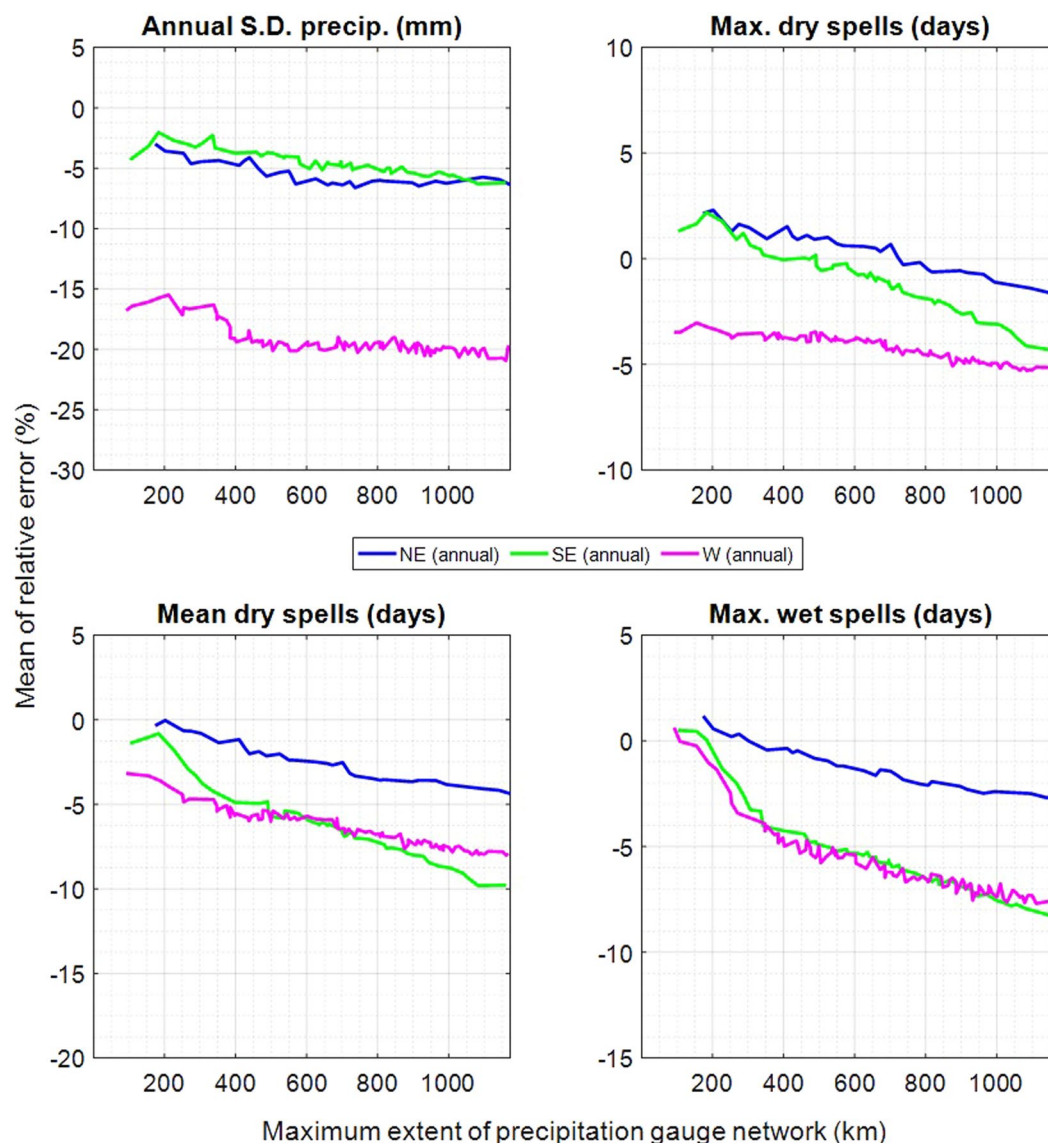 Annual S.D. precip. (mm)
Max. dry spells (days)
5
0
-5
-10
-15
-20
-25
-30
200 400 600 800 1000
10
5
0
-5
-10
200 400 600 800 1000
Mean of relative error (%)
NE (annual) SE (annual) W (annual)
Mean dry spells (days)
Max. wet spells (days)
5
0
-5
-10
-15
-20
200 400 600 800 1000
5
0
-5
-10
-15
200 400 600 800 1000
Maximum extent of precipitation gauge network (km)